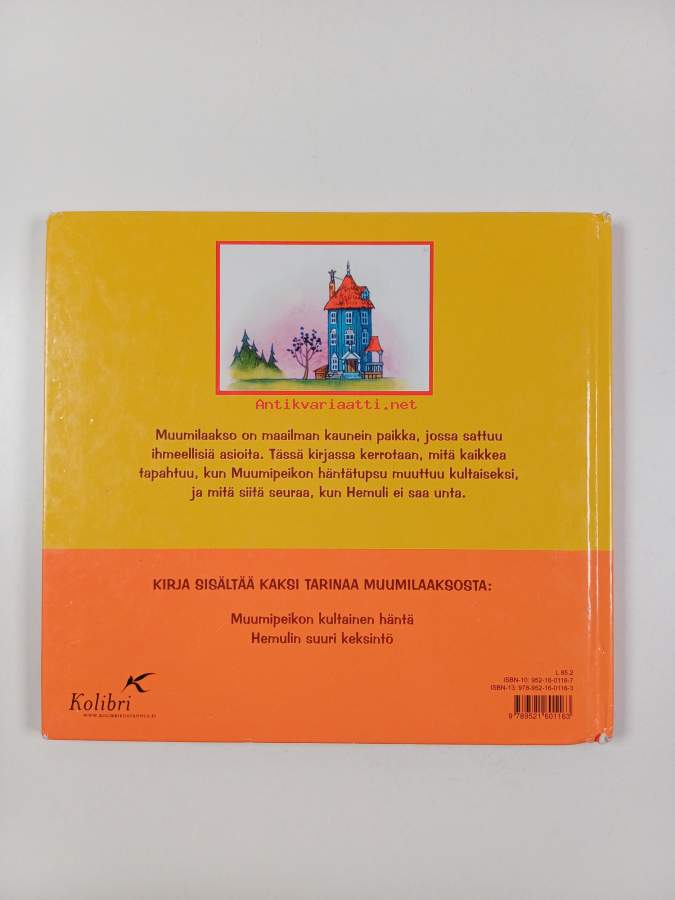 Antikvariaatti.net
Muumilaakso on maailman kaunein paikka, jossa sattuu
ihmeellisiä asioita. Tässä kirjassa kerrotaan, mitä kaikkea
tapahtuu, kun Muumipeikon häntätupsu muuttuu kultaiseksi,
ja mitä siitä seuraa, kun Hemuli ei saa unta.
KIRJA SISÄLTÄÄ KAKSI TARINAA MUUMILAAKSOSTA:
Muumipeikon kultainen häntä
Hemulin suuri keksintö
Kolibri
L 85.2
ISBN-10: 952-16-0116-7
ISBN-13: 978-952-16-0116-3
9789521601163